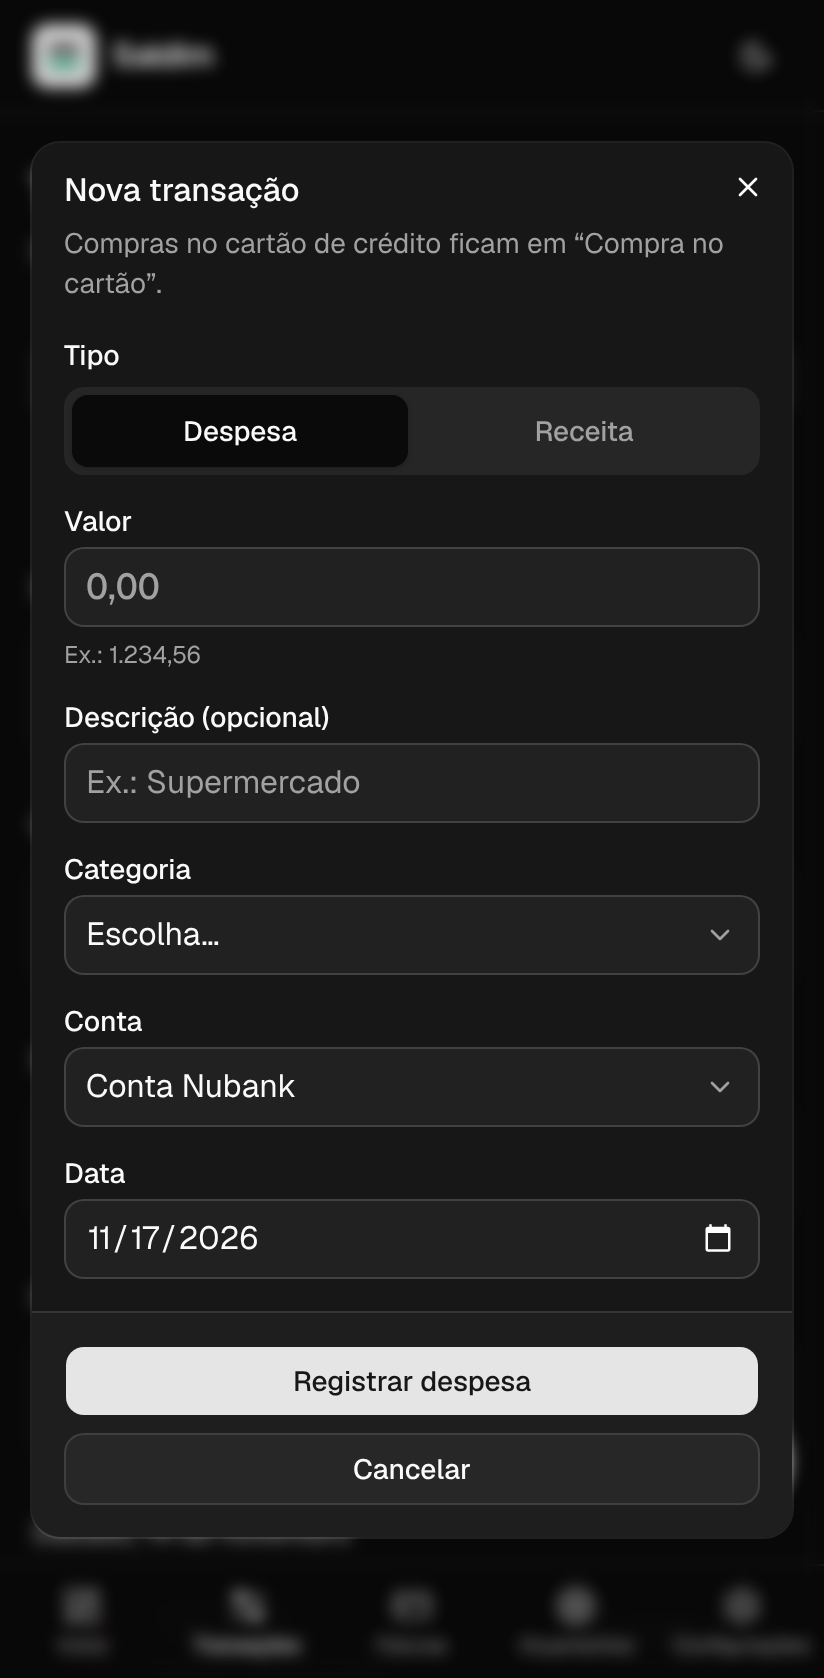 Nova transação
Compras no cartão de crédito ficam em “Compra no
cartão”.
Tipo
Despesa
Receita
Valor
0,00
Ex.: 1.234,56
Descrição (opcional)
Ex.: Supermercado
Categoria
Escolha...
Conta
Conta Nubank
Data
11/17/2026
Registrar despesa
Cancelar